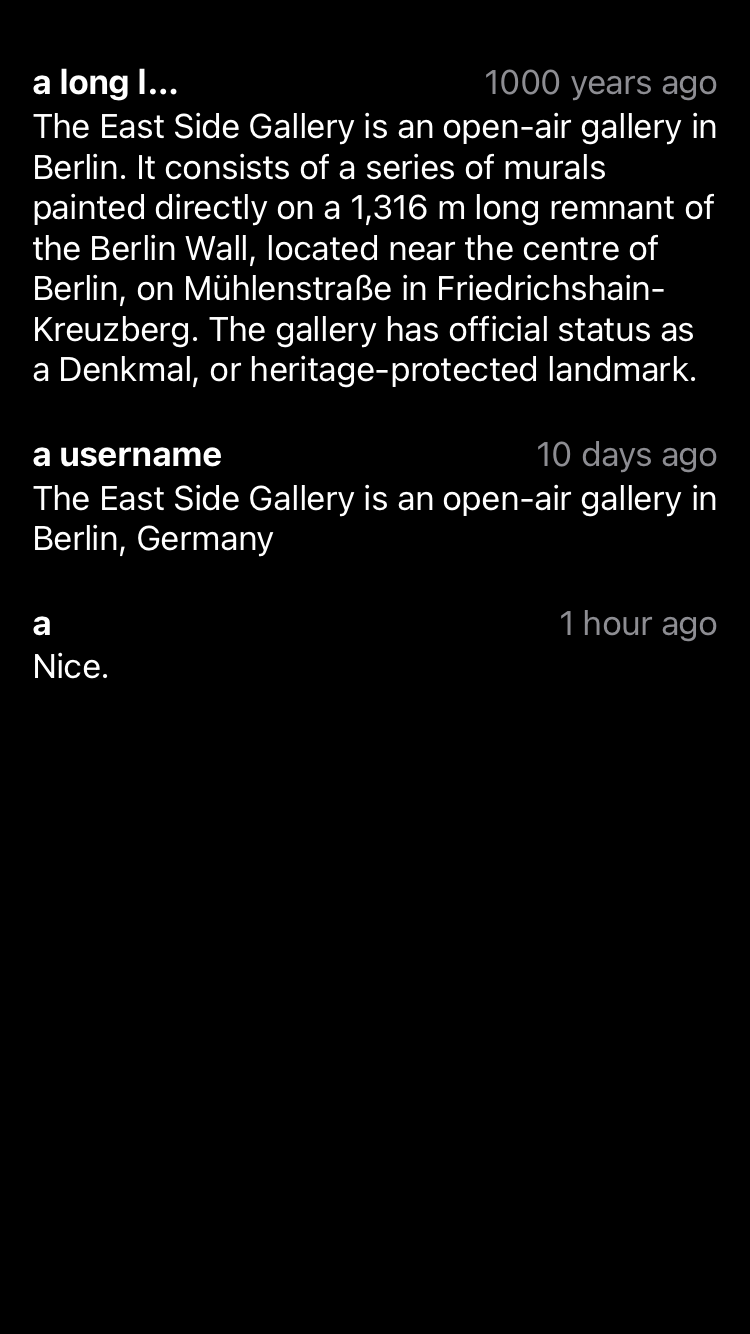 a long l... 1000 years ago
The East Side Gallery is an open-air gallery in
Berlin. It consists of a series of murals
painted directly on a 1,316 m long remnant of
the Berlin Wall, located near the centre of
Berlin, on Mühlenstraße in Friedrichshain-
Kreuzberg. The gallery has official status as
a Denkmal, or heritage-protected landmark.
a username 10 days ago
The East Side Gallery is an open-air gallery in
Berlin, Germany
a 1 hour ago
Nice.